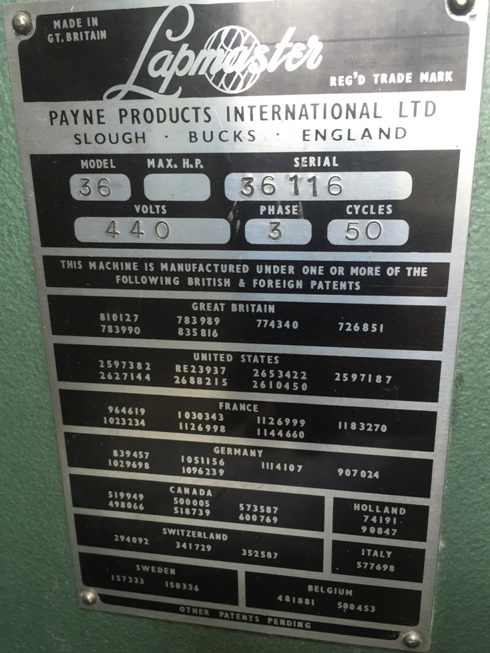 MADE IN
GT. BRITAIN
Lapmaster
REG'D TRADE MARK
PAYNE PRODUCTS INTERNATIONAL LTD
SLOUGH · BUCKS · ENGLAND
MODEL MAX. H.P. SERIAL
36 36 116
VOLTS PHASE CYCLES
440 3 50
THIS MACHINE IS MANUFACTURED UNDER ONE OR MORE OF THE
FOLLOWING BRITISH & FOREIGN PATENTS
GREAT BRITAIN
810127 783989 774340 726851
783990 835816
UNITED STATES
2597382 RE23937 2653422 2597187
2627144 2688215 2610450
FRANCE
964619 1030343 1126999 1183270
1023234 1126998 1144660
GERMANY
839457 1051156 1114107 907024
1029698 1096239
CANADA
519949 500005 573587
498066 518739 600769
HOLLAND
74191
90847
SWITZERLAND
294092 341729 352587
ITALY
577698
SWEDEN
157333 150336
BELGIUM
481881 500453
OTHER PATENTS PENDING